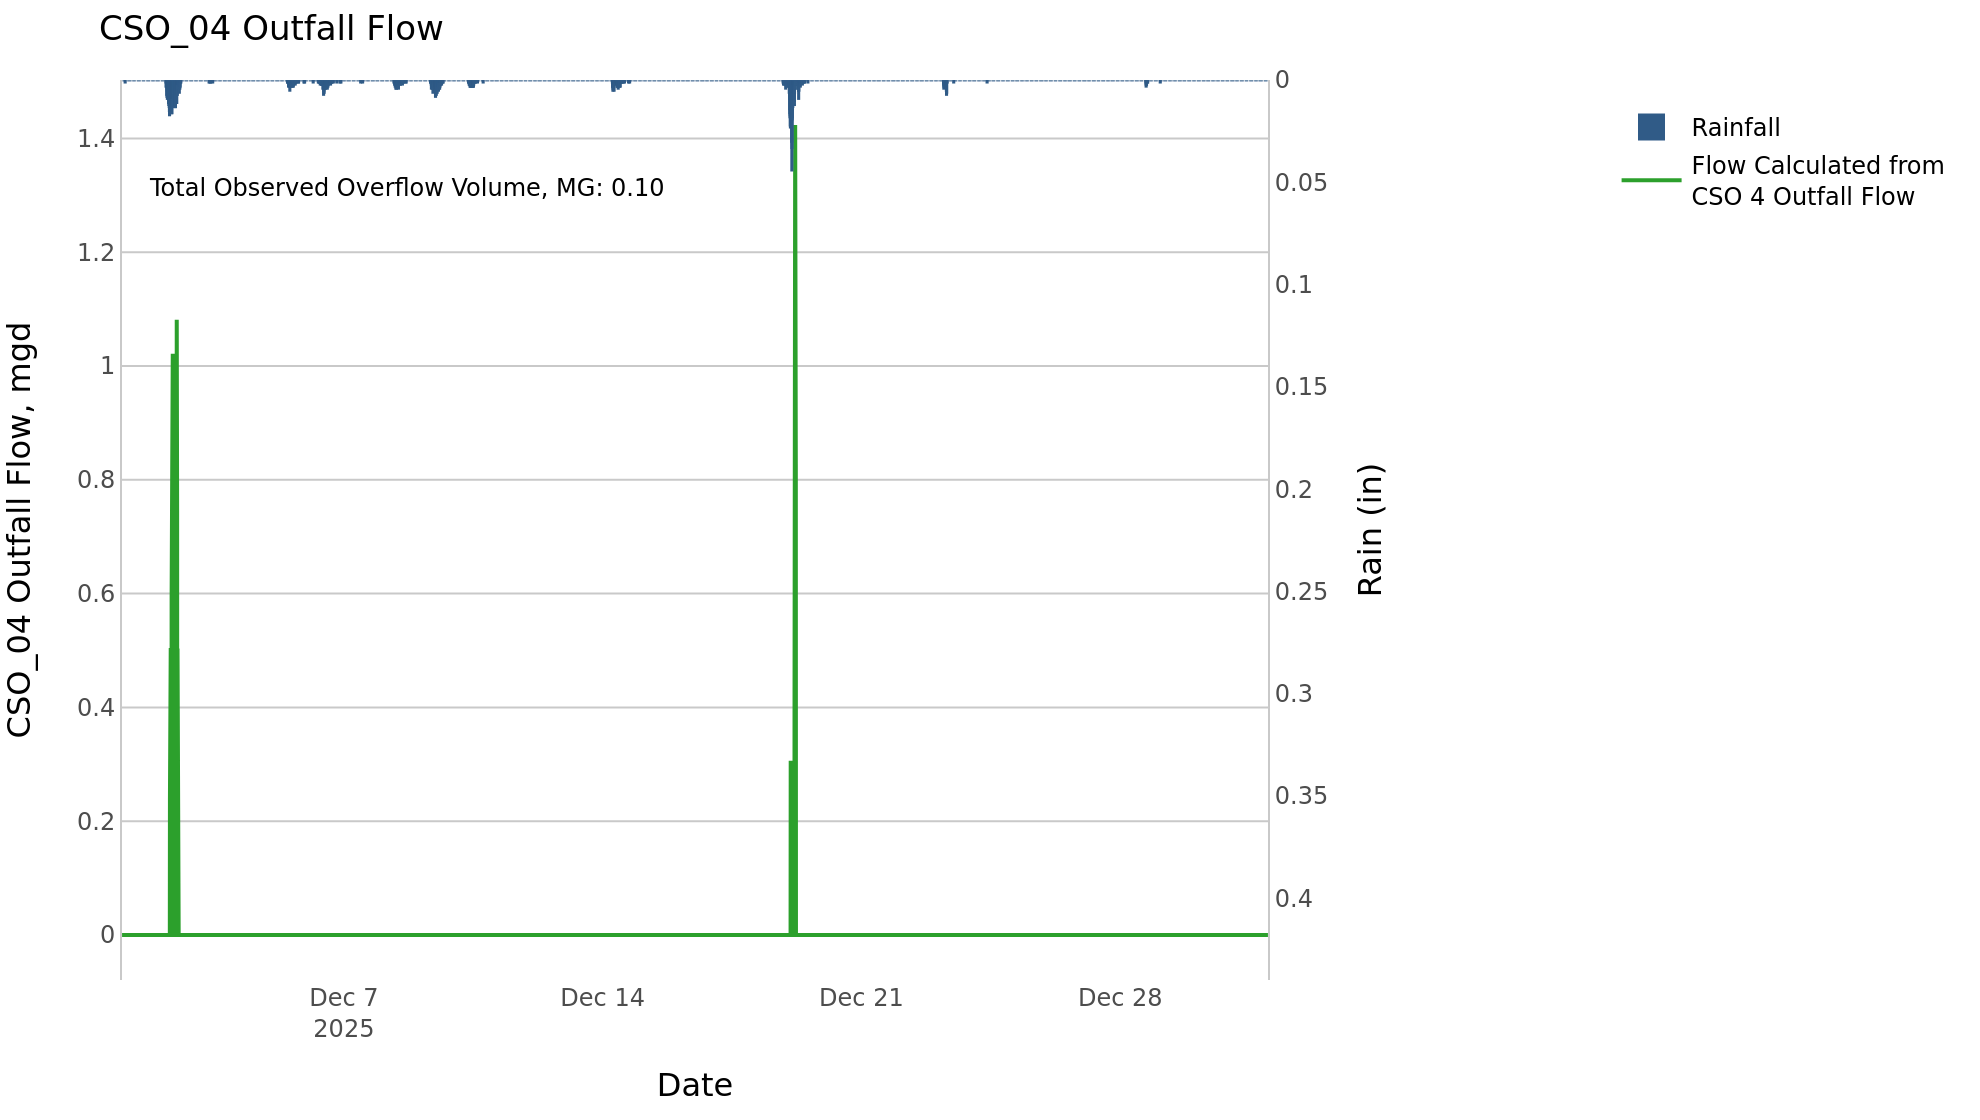 CSO_04 Outfall Flow
Total Observed Overflow Volume, MG: 0.10
CSO_04 Outfall Flow, mgd
1.4
1.2
1
0.8
0.6
0.4
0.2
0
0
0.05
0.1
0.15
0.2
0.25
0.3
0.35
0.4
Rain (in)
Dec 7
2025
Dec 14
Dec 21
Dec 28
Date
Rainfall
Flow Calculated from
CSO 4 Outfall Flow